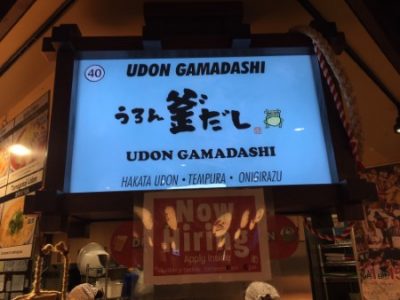 40
UDON GAMADASHI
うろん 釜だし
UDON GAMADASHI
HAKATA UDON • TEMPURA • ONIGIRAZU
Now
Hiring
Apply Inside